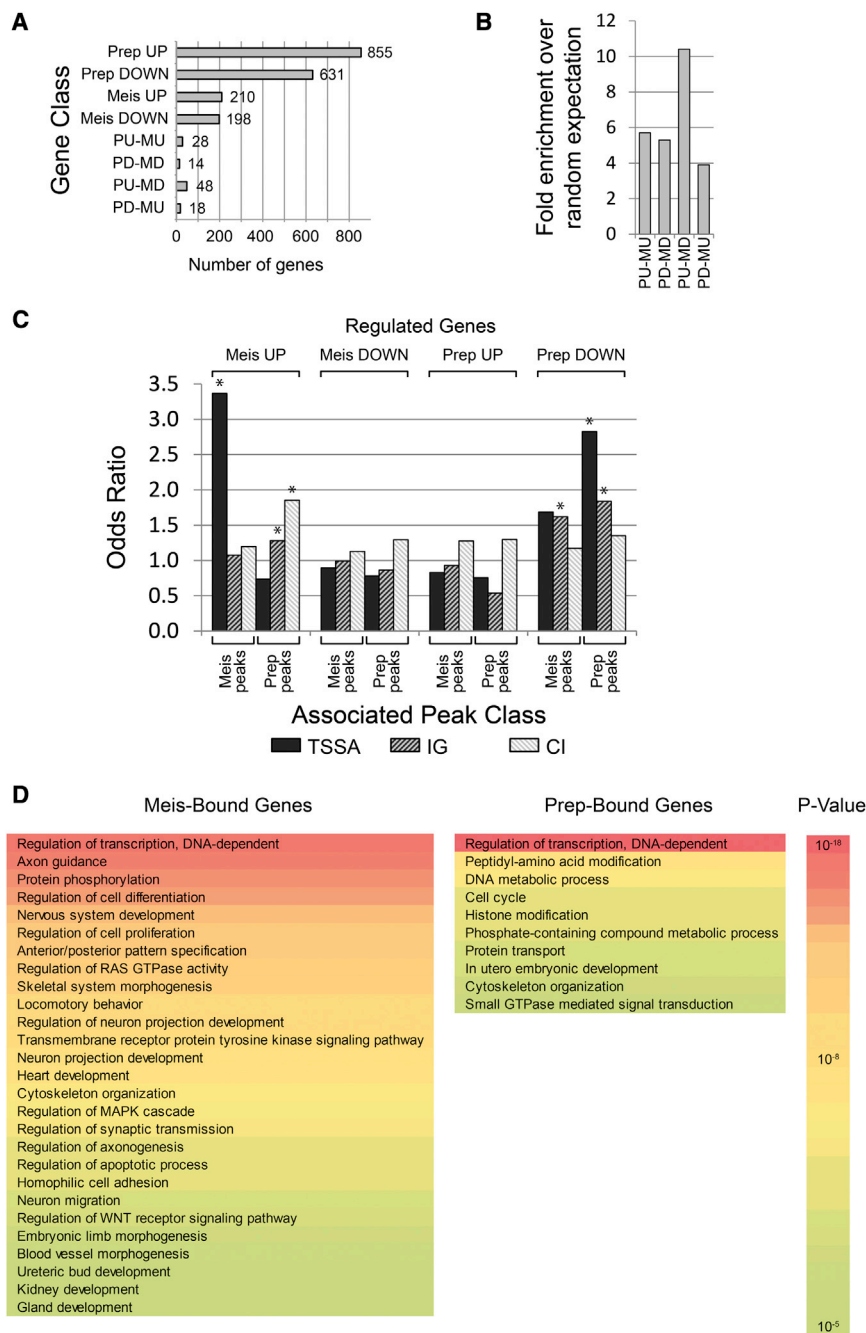 A
Gene Class
Prep UP 855
Prep DOWN 631
Meis UP 210
Meis DOWN 198
PU-MU 28
PD-MD 14
PU-MD 48
PD-MU 18
0 200 400 600 800
Number of genes
B
Fold enrichment over
random expectation
12
10
8
6
4
2
0
PU-MU
PD-MD
PU-MD
PD-MU
C
Regulated Genes
Meis UP Meis DOWN Prep UP Prep DOWN
Odds Ratio
3.5
3.0
2.5
2.0
1.5
1.0
0.5
0.0
* * * * * *
Meis peaks
Prep peaks
Meis peaks
Prep peaks
Meis peaks
Prep peaks
Meis peaks
Prep peaks
Associated Peak Class
TSSA IG CI
D
Meis-Bound Genes
Regulation of transcription, DNA-dependent
Axon guidance
Protein phosphorylation
Regulation of cell differentiation
Nervous system development
Regulation of cell proliferation
Anterior/posterior pattern specification
Regulation of RAS GTPase activity
Skeletal system morphogenesis
Locomotory behavior
Regulation of neuron projection development
Transmembrane receptor protein tyrosine kinase signaling pathway
Neuron projection development
Heart development
Cytoskeleton organization
Regulation of MAPK cascade
Regulation of synaptic transmission
Regulation of axonogenesis
Regulation of apoptotic process
Homophilic cell adhesion
Neuron migration
Regulation of WNT receptor signaling pathway
Embryonic limb morphogenesis
Blood vessel morphogenesis
Ureteric bud development
Kidney development
Gland development
Prep-Bound Genes
Regulation of transcription, DNA-dependent
Peptidyl-amino acid modification
DNA metabolic process
Cell cycle
Histone modification
Phosphate-containing compound metabolic process
Protein transport
In utero embryonic development
Cytoskeleton organization
Small GTPase mediated signal transduction
P-Value
10⁻¹⁸
10⁻⁸
10⁻⁵